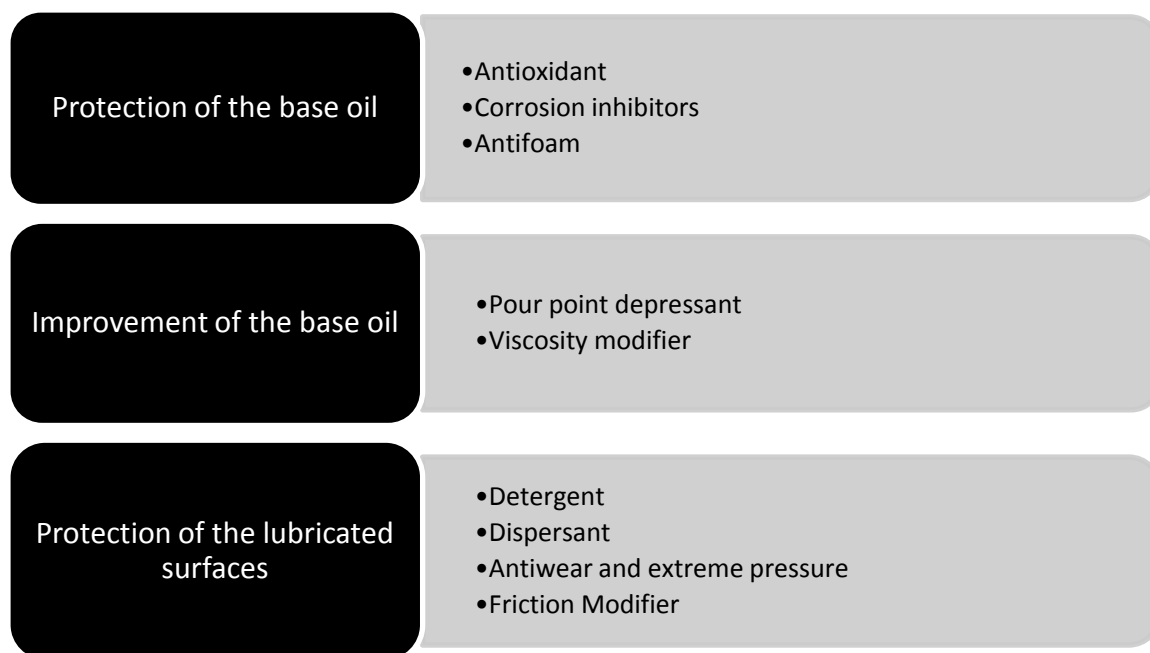 Protection of the base oil
•Antioxidant
•Corrosion inhibitors
•Antifoam
Improvement of the base oil
•Pour point depressant
•Viscosity modifier
Protection of the lubricated
surfaces
•Detergent
•Dispersant
•Antiwear and extreme pressure
•Friction Modifier